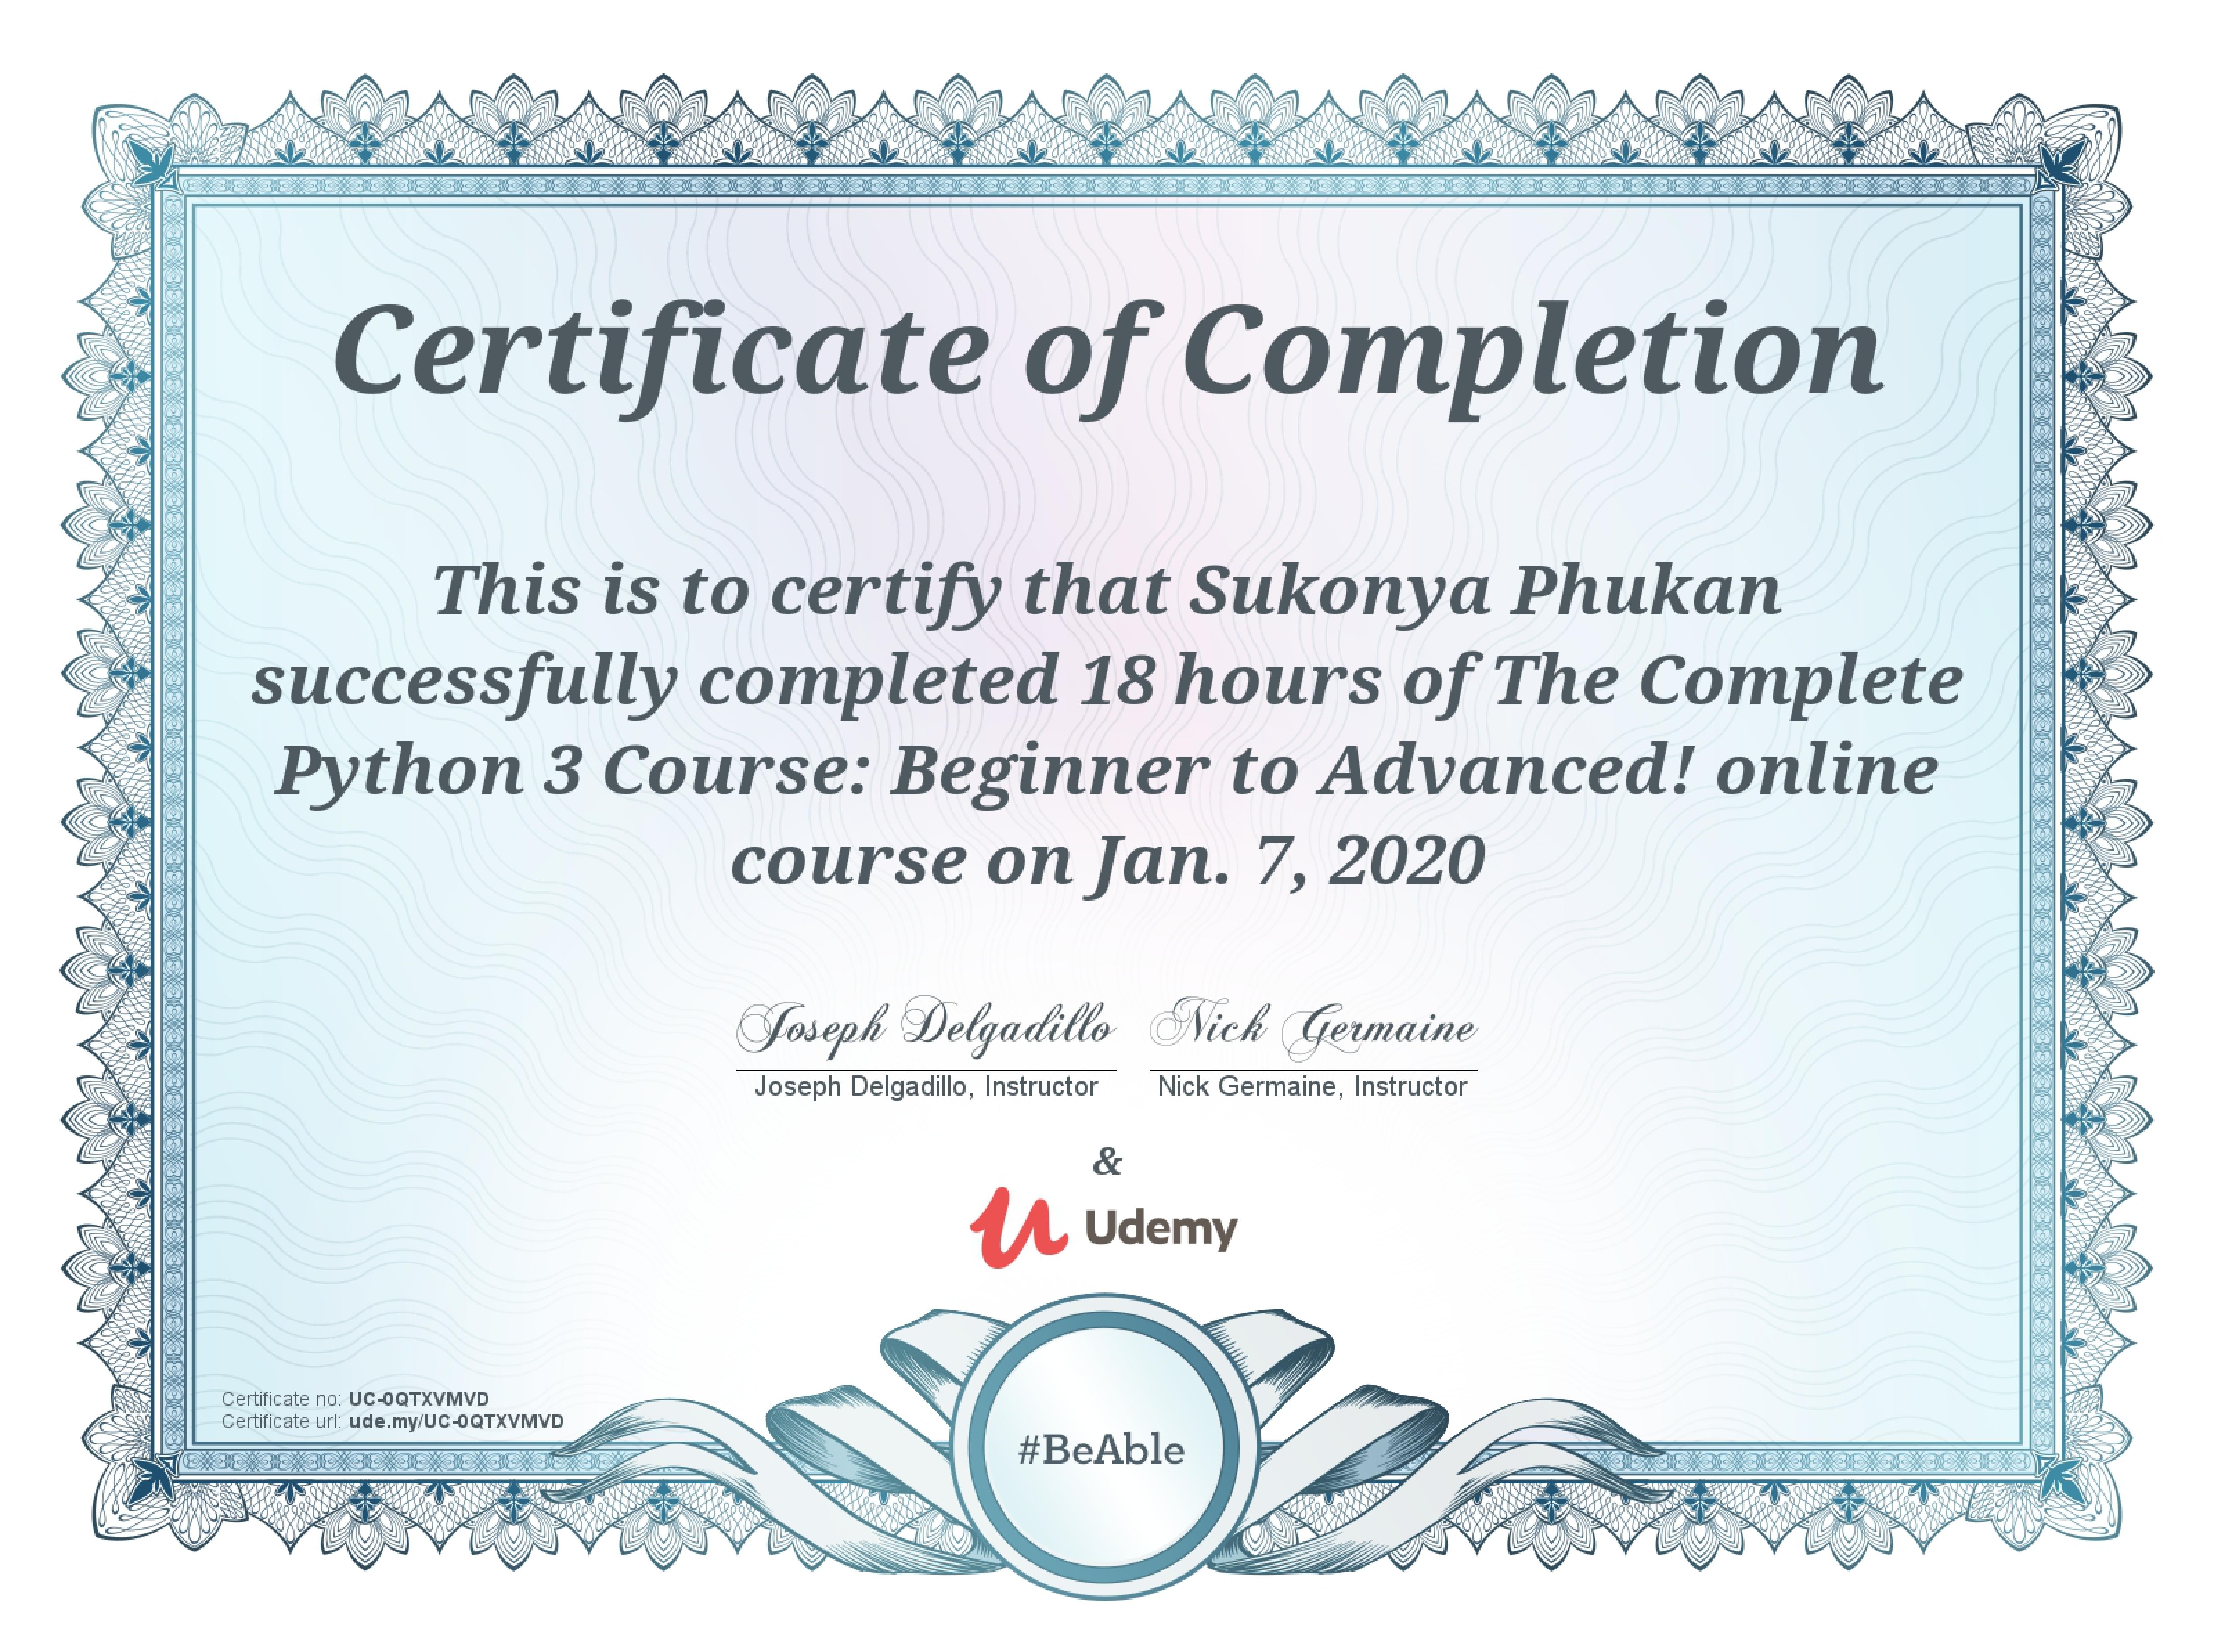 Certificate of Completion
This is to certify that Sukonya Phukan
successfully completed 18 hours of The Complete
Python 3 Course: Beginner to Advanced! online
course on Jan. 7, 2020
Joseph Delgadillo Nick Germaine
Joseph Delgadillo, Instructor Nick Germaine, Instructor
&
Udemy
Certificate no: UC-0QTXVMVD
Certificate url: ude.my/UC-0QTXVMVD
#BeAble